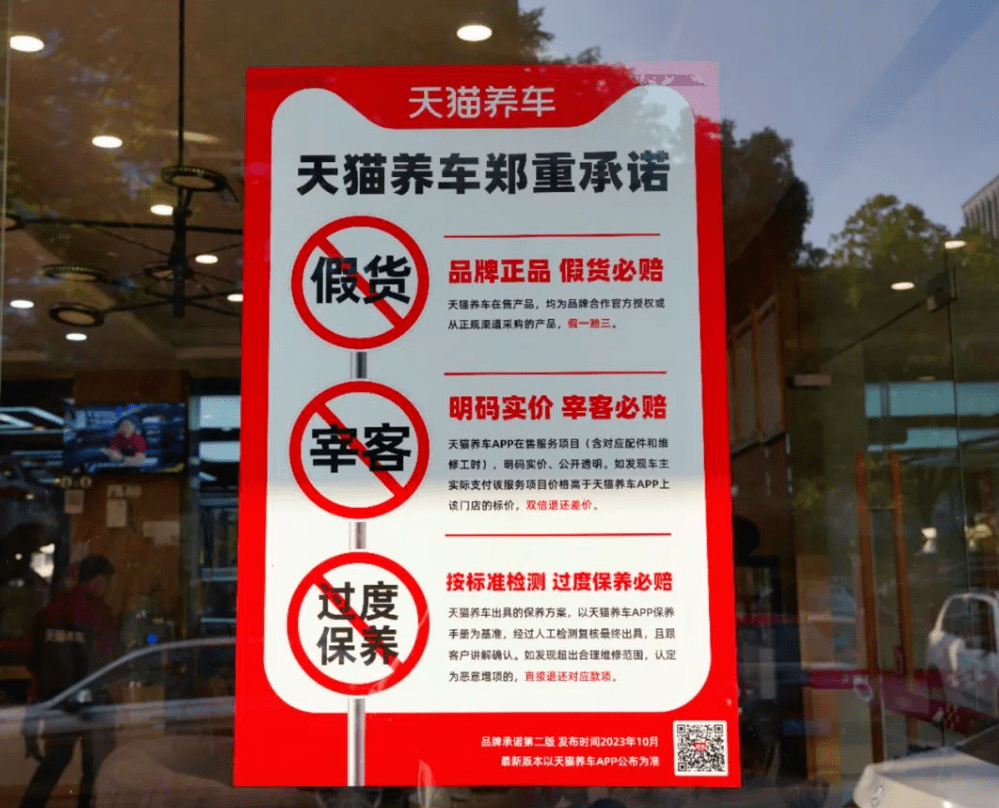 天猫养车
天猫养车郑重承诺
假货
品牌正品 假货必赔
天猫养车在售产品，均为品牌合作官方授权或
从正规渠道采购的产品，假一赔三。
宰客
明码实价 宰客必赔
天猫养车APP在售服务项目（含对应配件和维
修工时），明码实价、公开透明。如发现车主
实际支付该服务项目价格高于天猫养车APP上
该门店的标价，双倍退还差价。
过度
保养
按标准检测 过度保养必赔
天猫养车出具的保养方案，以天猫养车APP保养
手册为基准，经过人工检测复核最终出具，且跟
客户讲解确认。如发现超出合理维修范围，认定
为恶意增项的，直接退还对应款项。
品牌承诺第二版 发布时间2023年10月
最新版本以天猫养车APP公布为准